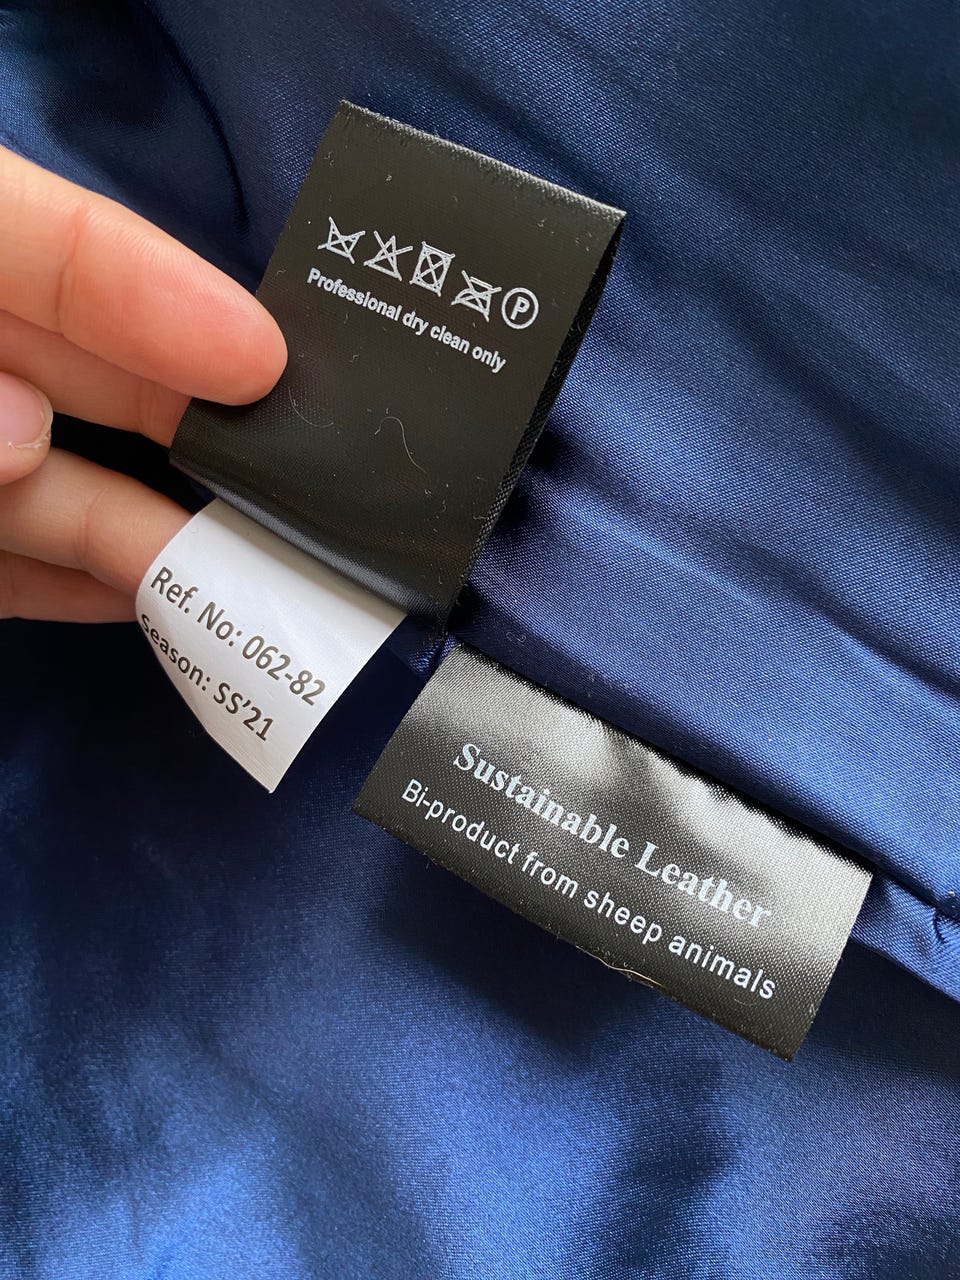 P
Professional dry clean only
Ref. No: 062-82
Season: SS'21
Sustainable Leather
Bi-product from sheep animals